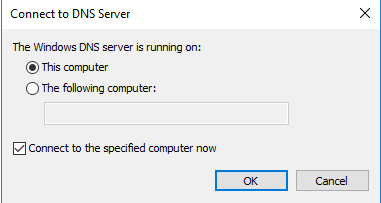 Connect to DNS Server
The Windows DNS server is running on:
This computer
The following computer:
Connect to the specified computer now
OK
Cancel